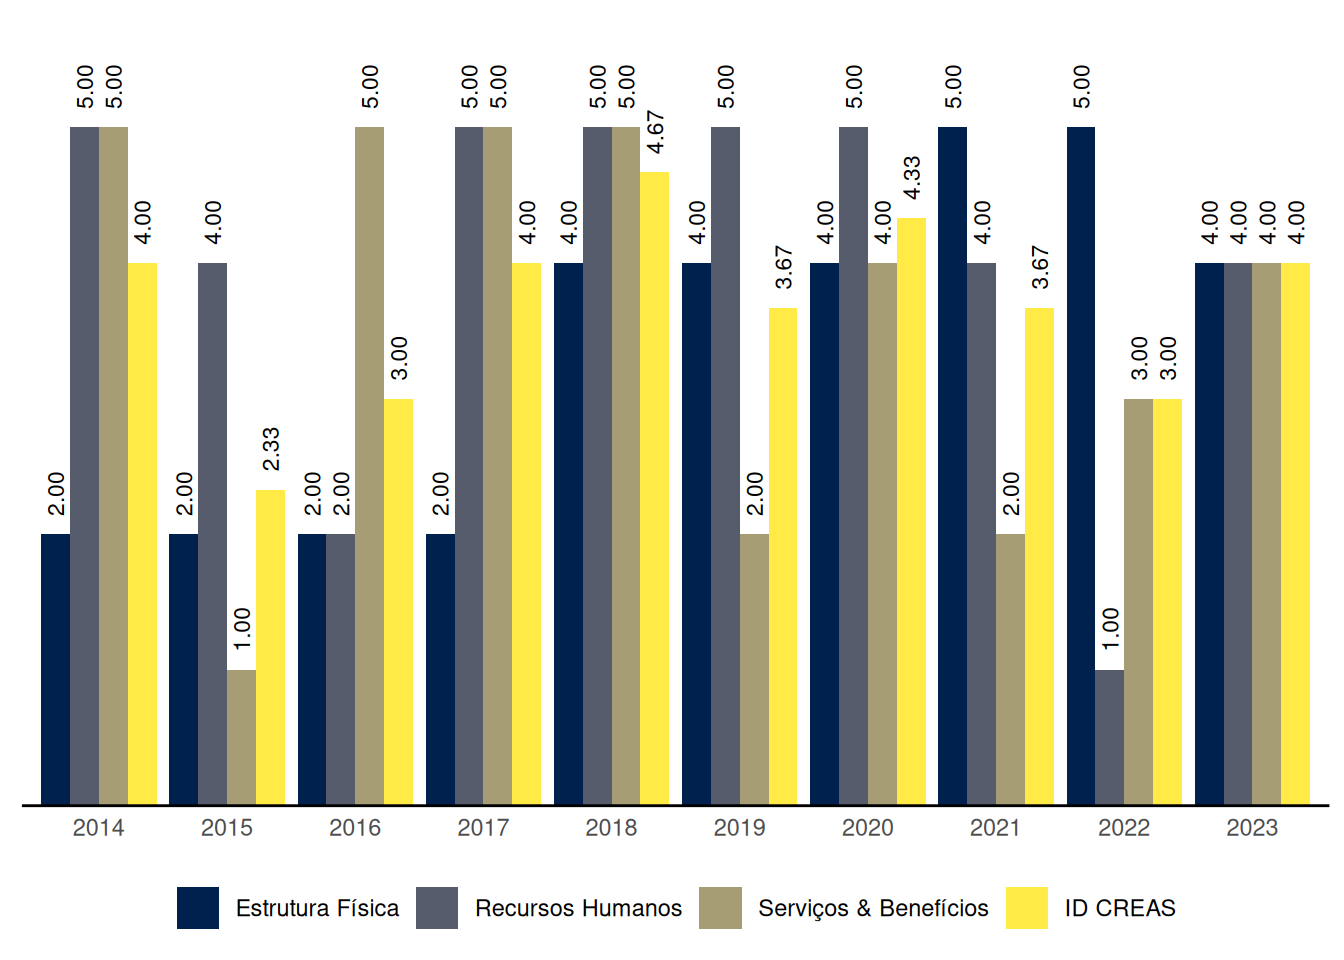 2.00 5.00 5.00 4.00 2.00 4.00 1.00 2.33 2.00 2.00 5.00 3.00 2.00 5.00 5.00 4.00 4.00 5.00 5.00 4.67 4.00 5.00 2.00 3.67 4.00 5.00 4.00 4.33 5.00 4.00 2.00 3.67 5.00 1.00 3.00 3.00 4.00 4.00 4.00 4.00
2014 2015 2016 2017 2018 2019 2020 2021 2022 2023
Estrutura Física Recursos Humanos Serviços & Benefícios ID CREAS